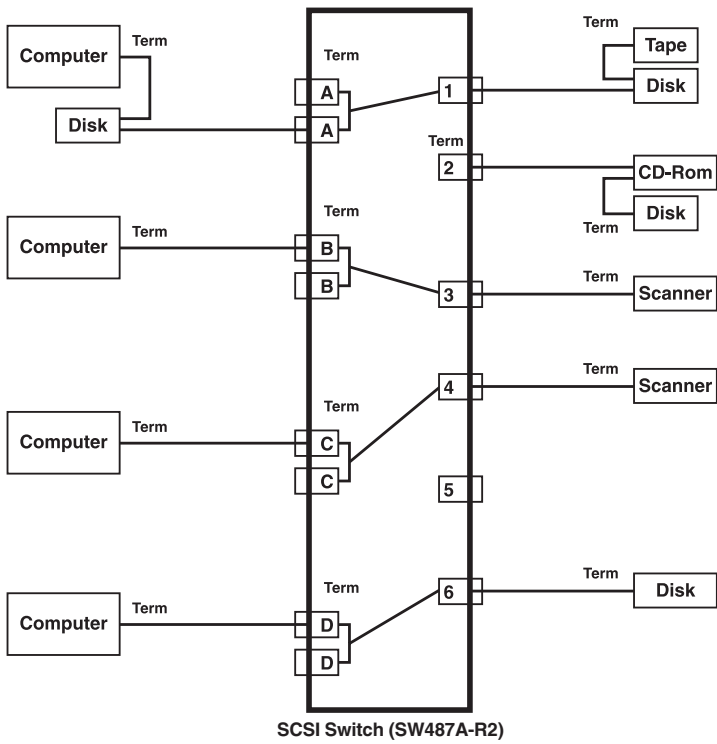 Term
Computer
Disk
Term
A
A
1
Term
Tape
Disk
Term
2
CD-Rom
Disk
Term
Computer
Term
Term
B
B
3
Term
Scanner
Computer
Term
Term
C
C
4
Term
Scanner
5
Computer
Term
Term
D
D
6
Term
Disk
SCSI Switch (SW487A-R2)